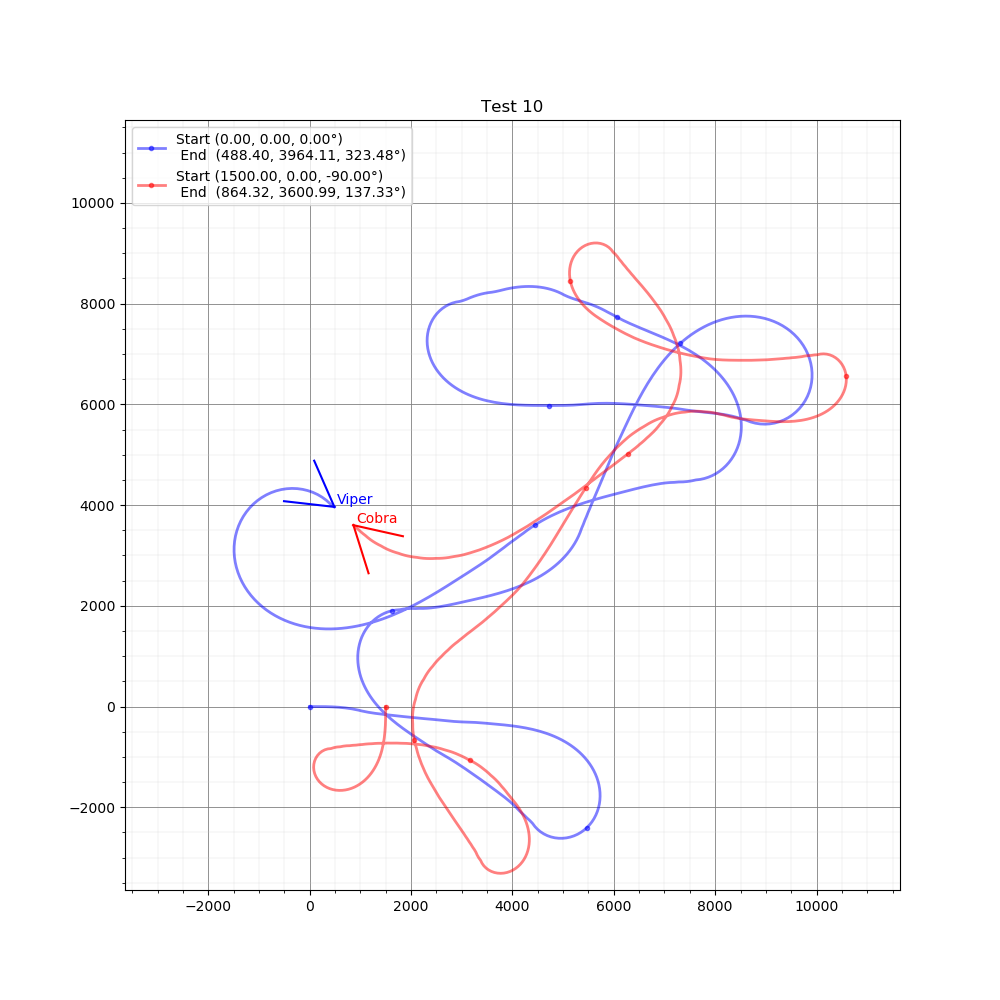 Test 10
Start (0.00, 0.00, 0.00°)
End (488.40, 3964.11, 323.48°)
Start (1500.00, 0.00, -90.00°)
End (864.32, 3600.99, 137.33°)
10000
8000
6000
4000
2000
0
−2000
Viper
Cobra
−2000
0
2000
4000
6000
8000
10000